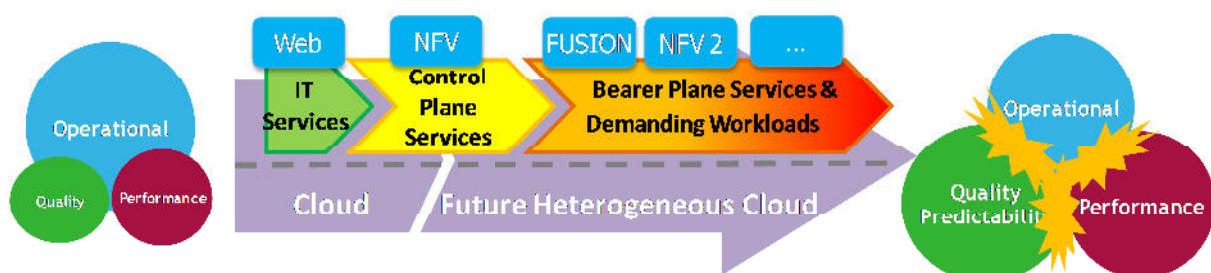 Operational
Quality
Performance
Web
NFV
FUSION
NFV 2
...
IT
Services
Control
Plane
Services
Bearer Plane Services &
Demanding Workloads
Cloud
Future Heterogeneous Cloud
Operational
Quality
Predictabilit
Performance